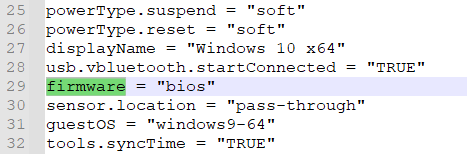 25 powerType.suspend = "soft"
26 powerType.reset = "soft"
27 displayName = "Windows 10 x64"
28 usb.vbluetooth.startConnected = "TRUE"
29 firmware = "bios"
30 sensor.location = "pass-through"
31 guestOS = "windows9-64"
32 tools.syncTime = "TRUE"